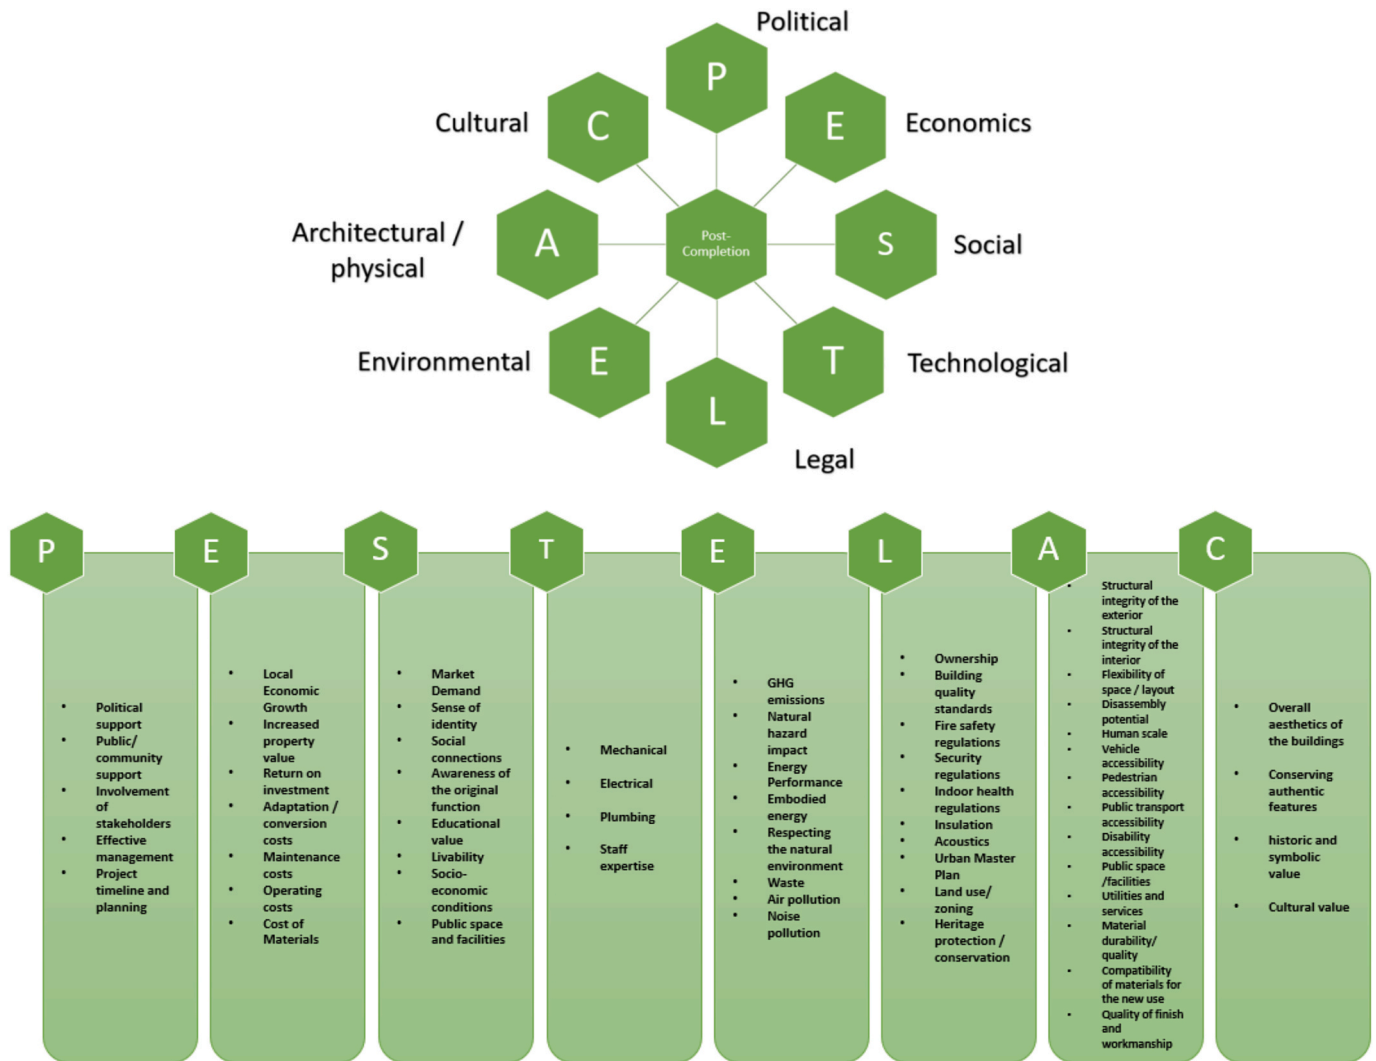 Political
P
Cultural
C
E
Economics
Architectural /
physical
A
Post-
Completion
S
Social
Environmental
E
T
Technological
L
Legal
P
E
S
T
E
L
A
C
• Political
support
• Public/
community
support
• Involvement
of
stakeholders
• Effective
management
• Project
timeline and
planning
• Local
Economic
Growth
• Increased
property
value
• Return on
investment
• Adaptation /
conversion
costs
• Maintenance
costs
• Operating
costs
• Cost of
Materials
• Market
Demand
• Sense of
identity
• Social
connections
• Awareness of
the original
function
• Educational
value
• Livability
• Socio-
economic
conditions
• Public space
and facilities
• Mechanical
• Electrical
• Plumbing
• Staff
expertise
• GHG
emissions
• Natural
hazard
impact
• Energy
Performance
• Embodied
energy
• Respecting
the natural
environment
• Waste
• Air pollution
• Noise
pollution
• Ownership
• Building
quality
standards
• Fire safety
regulations
• Security
regulations
• Indoor health
regulations
• Insulation
• Acoustics
• Urban Master
Plan
• Land use/
zoning
• Heritage
protection /
conservation
• Structural
integrity of the
exterior
• Structural
integrity of the
interior
• Flexibility of
space / layout
• Disassembly
potential
• Human scale
• Vehicle
accessibility
• Pedestrian
accessibility
• Public transport
accessibility
• Disability
accessibility
• Public space
/facilities
• Utilities and
services
• Material
durability/
quality
• Compatibility
of materials for
the new use
• Quality of finish
and
workmanship
• Overall
aesthetics of
the buildings
• Conserving
authentic
features
• historic and
symbolic
value
• Cultural value